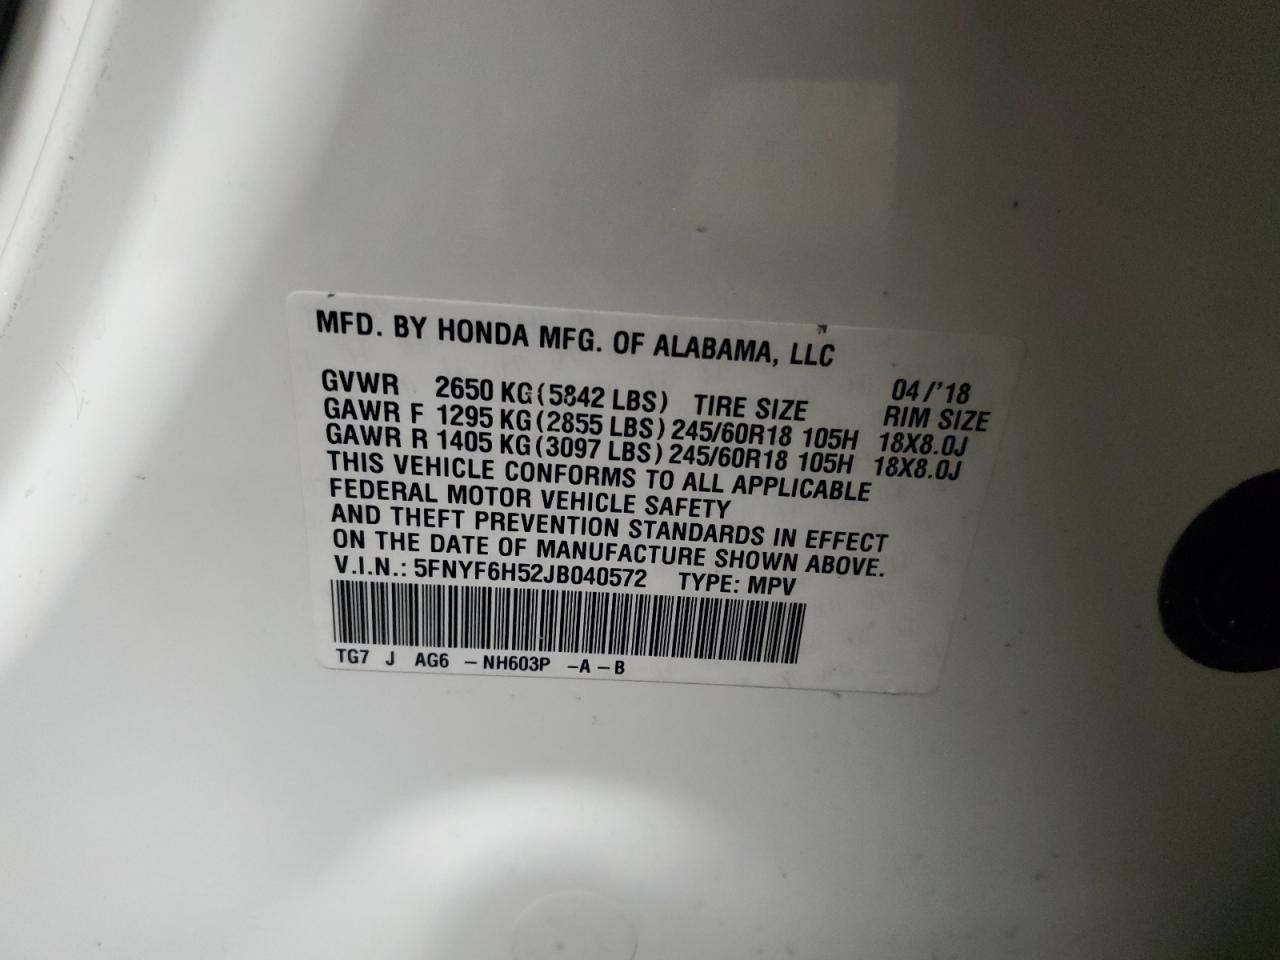 MFD. BY HONDA MFG. OF ALABAMA, LLC
04/'18
GVWR 2650 KG(5842 LBS) TIRE SIZE RIM SIZE
GAWR F 1295 KG(2855 LBS) 245/60R18 105H 18X8.0J
GAWR R 1405 KG(3097 LBS) 245/60R18 105H 18X8.0J
THIS VEHICLE CONFORMS TO ALL APPLICABLE
FEDERAL MOTOR VEHICLE SAFETY
AND THEFT PREVENTION STANDARDS IN EFFECT
ON THE DATE OF MANUFACTURE SHOWN ABOVE.
V.I.N.: 5FNYF6H52JB040572 TYPE: MPV
TG7 J AG6 - NH603P -A-B